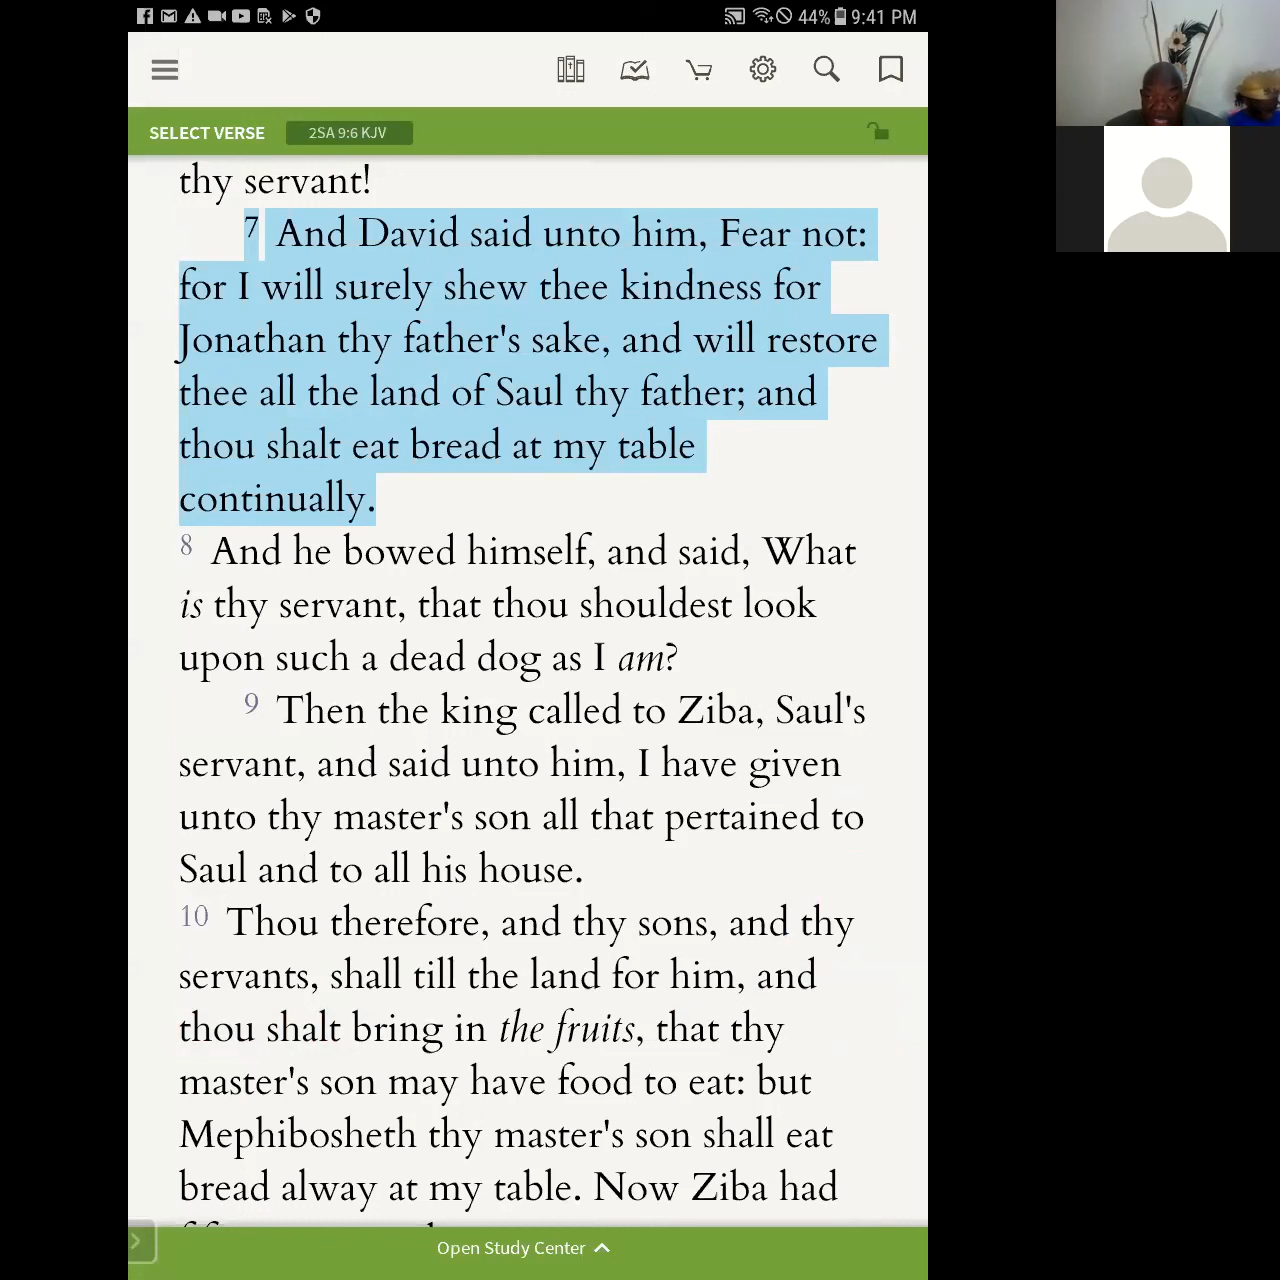 44% 9:41 PM
SELECT VERSE 2SA 9:6 KJV
thy servant!
7 And David said unto him, Fear not:
for I will surely shew thee kindness for
Jonathan thy father's sake, and will restore
thee all the land of Saul thy father; and
thou shalt eat bread at my table
continually.
8 And he bowed himself, and said, What
is thy servant, that thou shouldest look
upon such a dead dog as I am?
9 Then the king called to Ziba, Saul's
servant, and said unto him, I have given
unto thy master's son all that pertained to
Saul and to all his house.
10 Thou therefore, and thy sons, and thy
servants, shall till the land for him, and
thou shalt bring in the fruits, that thy
master's son may have food to eat: but
Mephibosheth thy master's son shall eat
bread alway at my table. Now Ziba had
Open Study Center